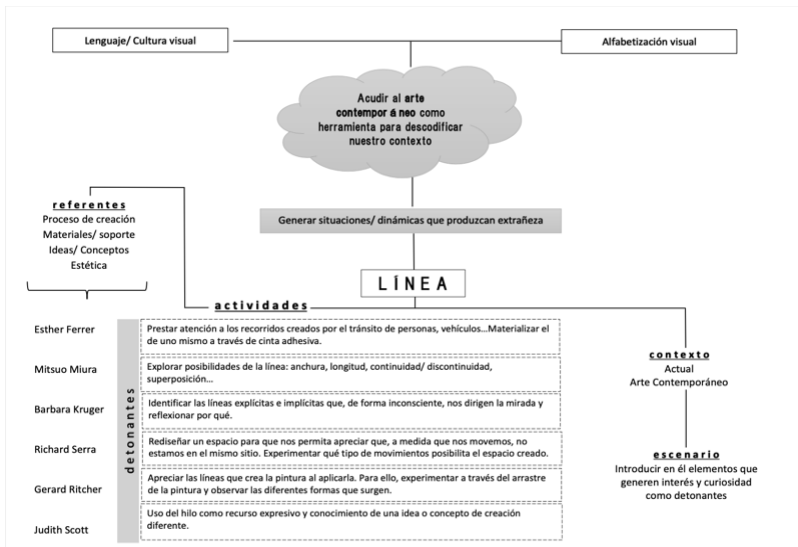 Lenguaje/ Cultura visual
Alfabetización visual
Acudir al arte
contempor á neo como
herramienta para descodificar
nuestro contexto
Generar situaciones/ dinámicas que produzcan extrañeza
LÍNEA
referentes
Proceso de creación
Materiales/ soporte
Ideas/ Conceptos
Estética
actividades
detonantes
Esther Ferrer
Prestar atención a los recorridos creados por el tránsito de personas, vehículos...Materializar el
de uno mismo a través de cinta adhesiva.
Mitsuo Miura
Explorar posibilidades de la línea: anchura, longitud, continuidad/ discontinuidad,
superposición...
Barbara Kruger
Identificar las líneas explícitas e implícitas que, de forma inconsciente, nos dirigen la mirada y
reflexionar por qué.
Richard Serra
Rediseñar un espacio para que nos permita apreciar que, a medida que nos movemos, no
estamos en el mismo sitio. Experimentar qué tipo de movimientos posibilita el espacio creado.
Gerard Ritcher
Apreciar las líneas que crea la pintura al aplicarla. Para ello, experimentar a través del arrastre
de la pintura y observar las diferentes formas que surgen.
Judith Scott
Uso del hilo como recurso expresivo y conocimiento de una idea o concepto de creación
diferente.
contexto
Actual
Arte Contemporáneo
escenario
Introducir en él elementos que
generen interés y curiosidad
como detonantes